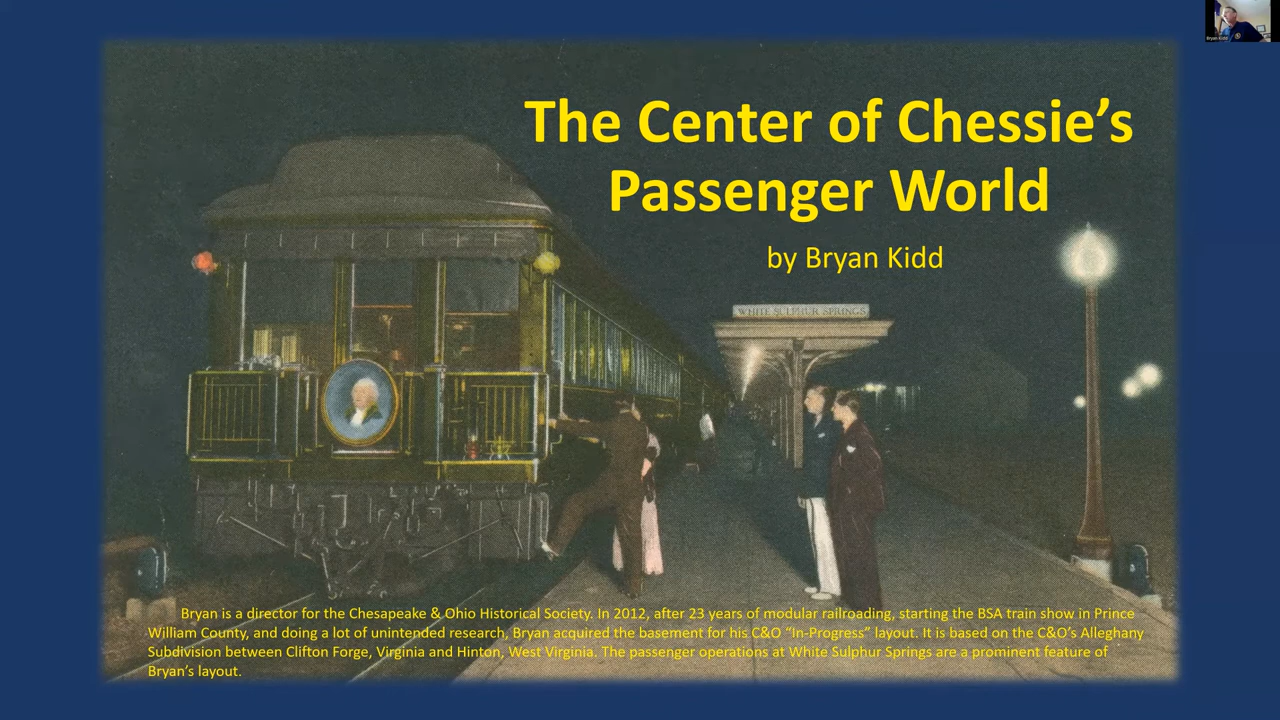 Bryan Kidd
The Center of Chessie's
Passenger World
by Bryan Kidd
WHITE SULPHUR SPRINGS
Bryan is a director for the Chesapeake & Ohio Historical Society. In 2012, after 23 years of modular railroading, starting the BSA train show in Prince
William County, and doing a lot of unintended research, Bryan acquired the basement for his C&O “In-Progress” layout. It is based on the C&O’s Alleghany
Subdivision between Clifton Forge, Virginia and Hinton, West Virginia. The passenger operations at White Sulphur Springs are a prominent feature of
Bryan’s layout.